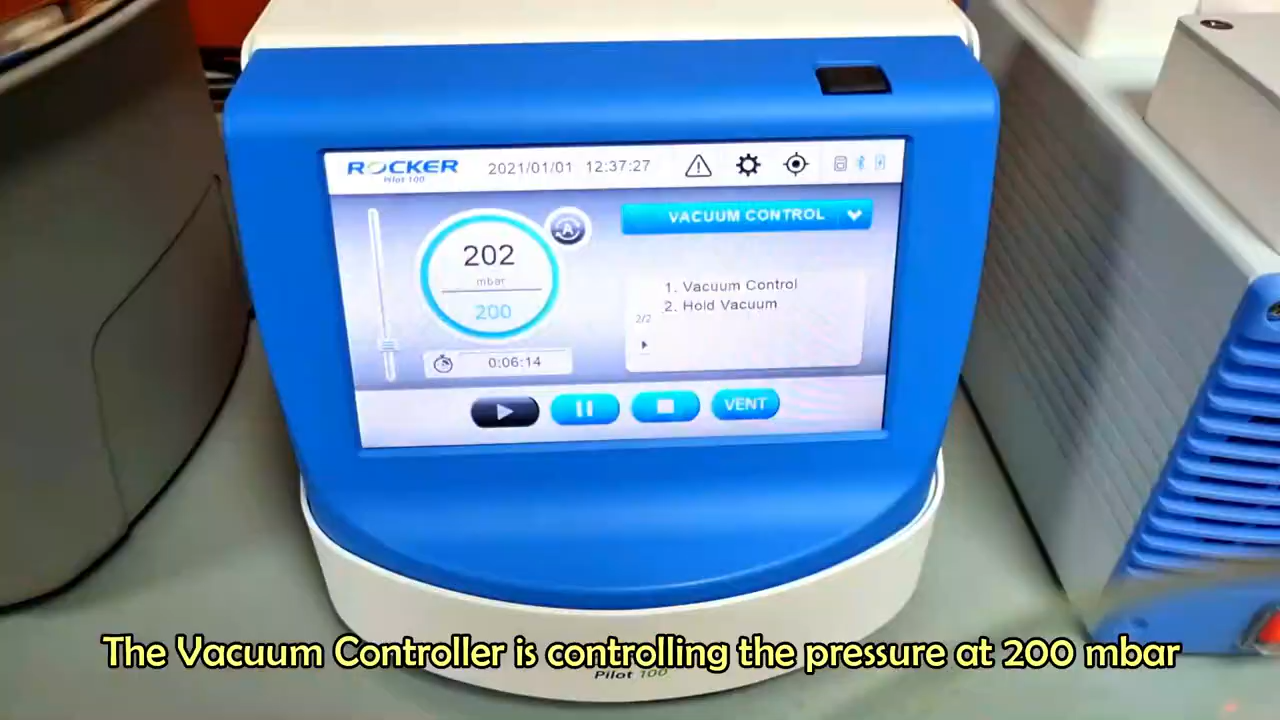 ROCKER
Pilot 100
2021/01/01 12:37:27
A
VACUUM CONTROL
202
mbar
200
1. Vacuum Control
2. Hold Vacuum
2/2
0:06:14
VENT
The Vacuum Controller is controlling the pressure at 200 mbar
Pilot 100